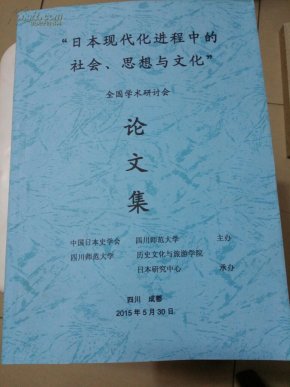 “日本现代化进程中的
社会、思想与文化”
全国学术研讨会
论
文
集
中国日本史学会 四川师范大学 主办
四川师范大学 历史文化与旅游学院
日本研究中心 承办
四川 成都
2015年5月30日